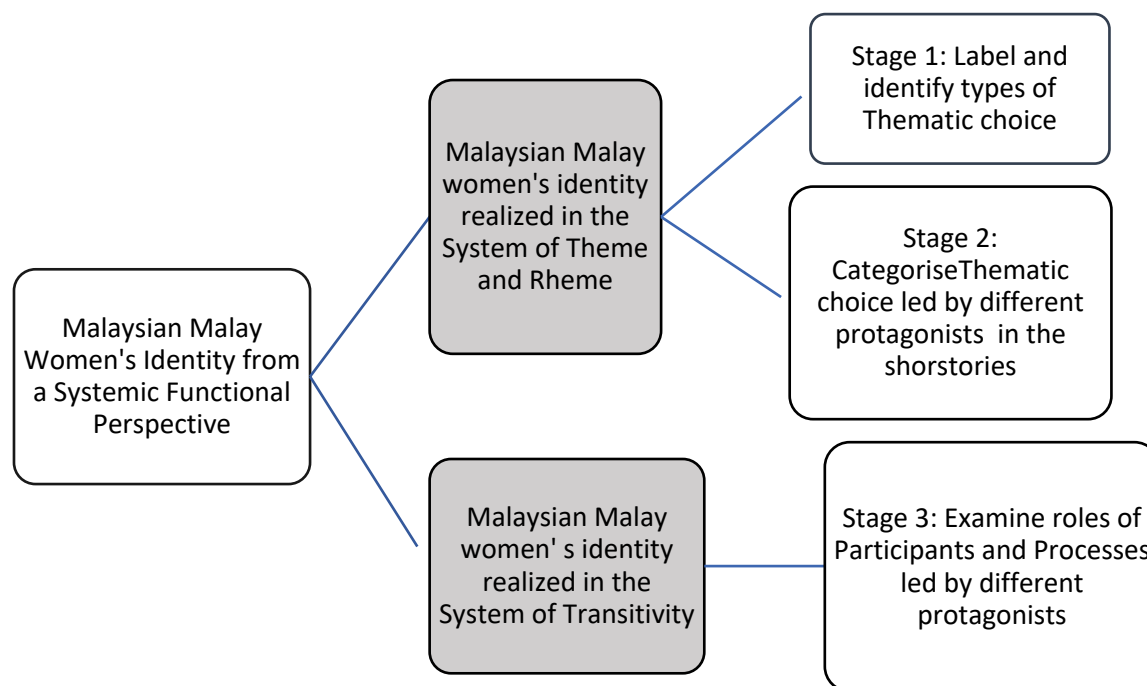 Malaysian Malay
Women's Identity from
a Systemic Functional
Perspective
Malaysian Malay
women's identity
realized in the
System of Theme
and Rheme
Stage 1: Label and
identify types of
Thematic choice
Stage 2:
CategoriseThematic
choice led by different
protagonists in the
shorstories
Malaysian Malay
women' s identity
realized in the
System of Transitivity
Stage 3: Examine roles of
Participants and Processes
led by different
protagonists